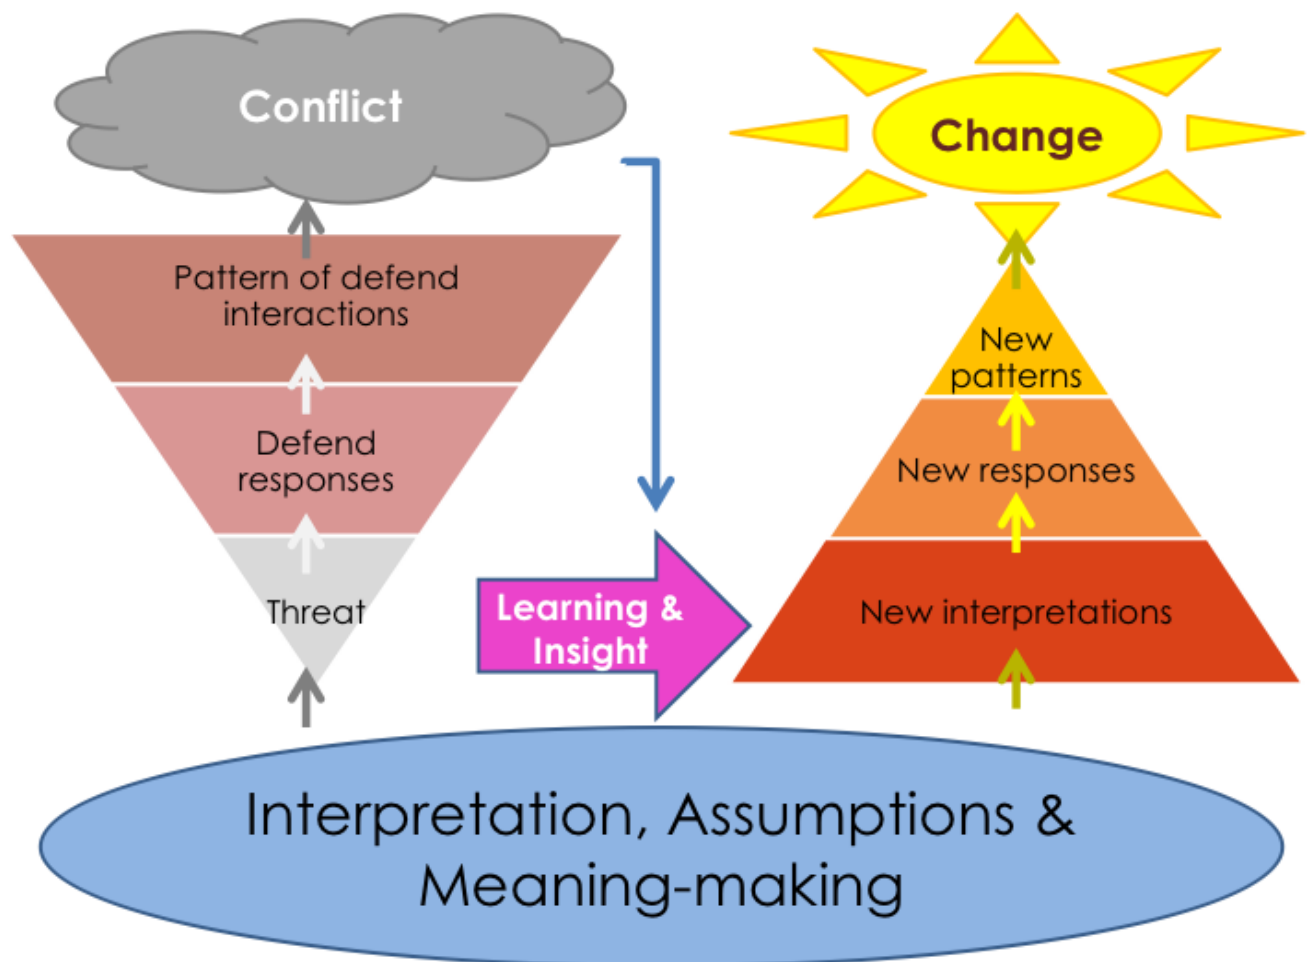 Conflict
Pattern of defend
interactions
Defend
responses
Threat
Learning &
Insight
Change
New
patterns
New responses
New interpretations
Interpretation, Assumptions &
Meaning-making